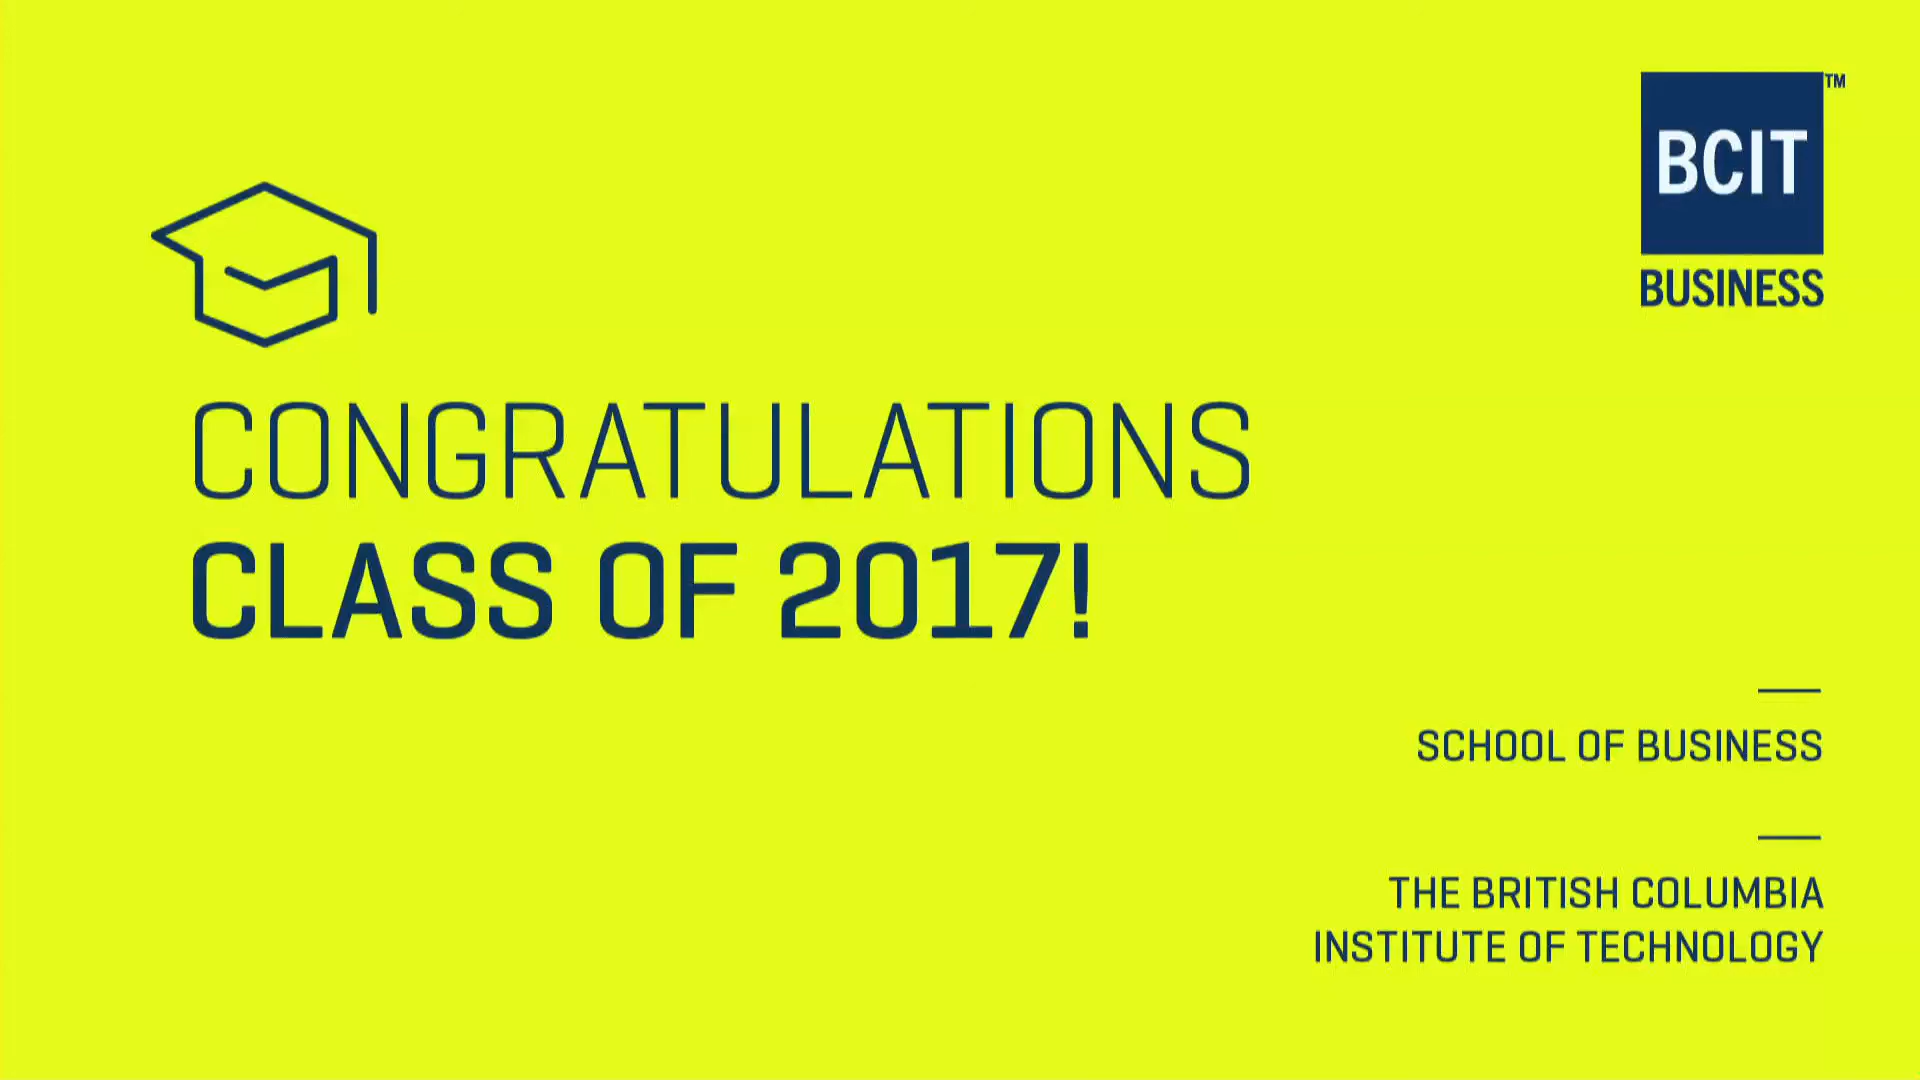 BCIT
TM
BUSINESS
CONGRATULATIONS
CLASS OF 2017!
SCHOOL OF BUSINESS
THE BRITISH COLUMBIA
INSTITUTE OF TECHNOLOGY